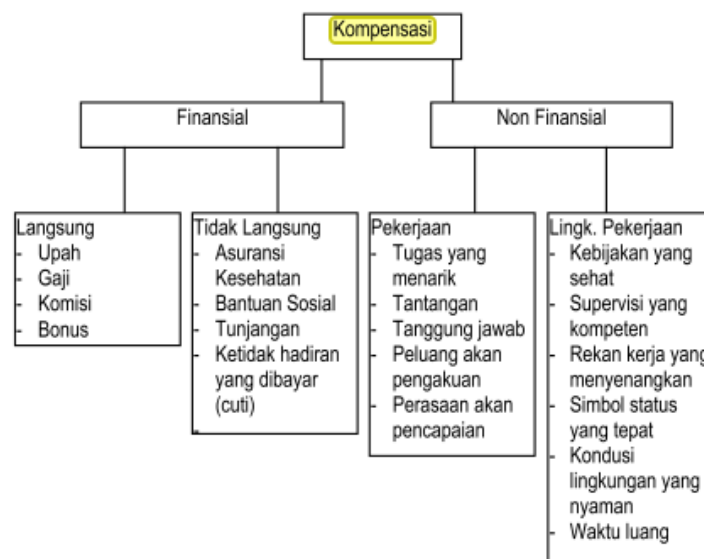 Kompensasi
Finansial
Non Finansial
Langsung
- Upah
- Gaji
- Komisi
- Bonus
Tidak Langsung
- Asuransi
Kesehatan
- Bantuan Sosial
- Tunjangan
- Ketidak hadiran
yang dibayar
(cuti)
-
Pekerjaan
- Tugas yang
menarik
- Tantangan
- Tanggung jawab
- Peluang akan
pengakuan
- Perasaan akan
pencapaian
Lingk. Pekerjaan
- Kebijakan yang
sehat
- Supervisi yang
kompeten
- Rekan kerja yang
menyenangkan
- Simbol status
yang tepat
- Kondusi
lingkungan yang
nyaman
- Waktu luang